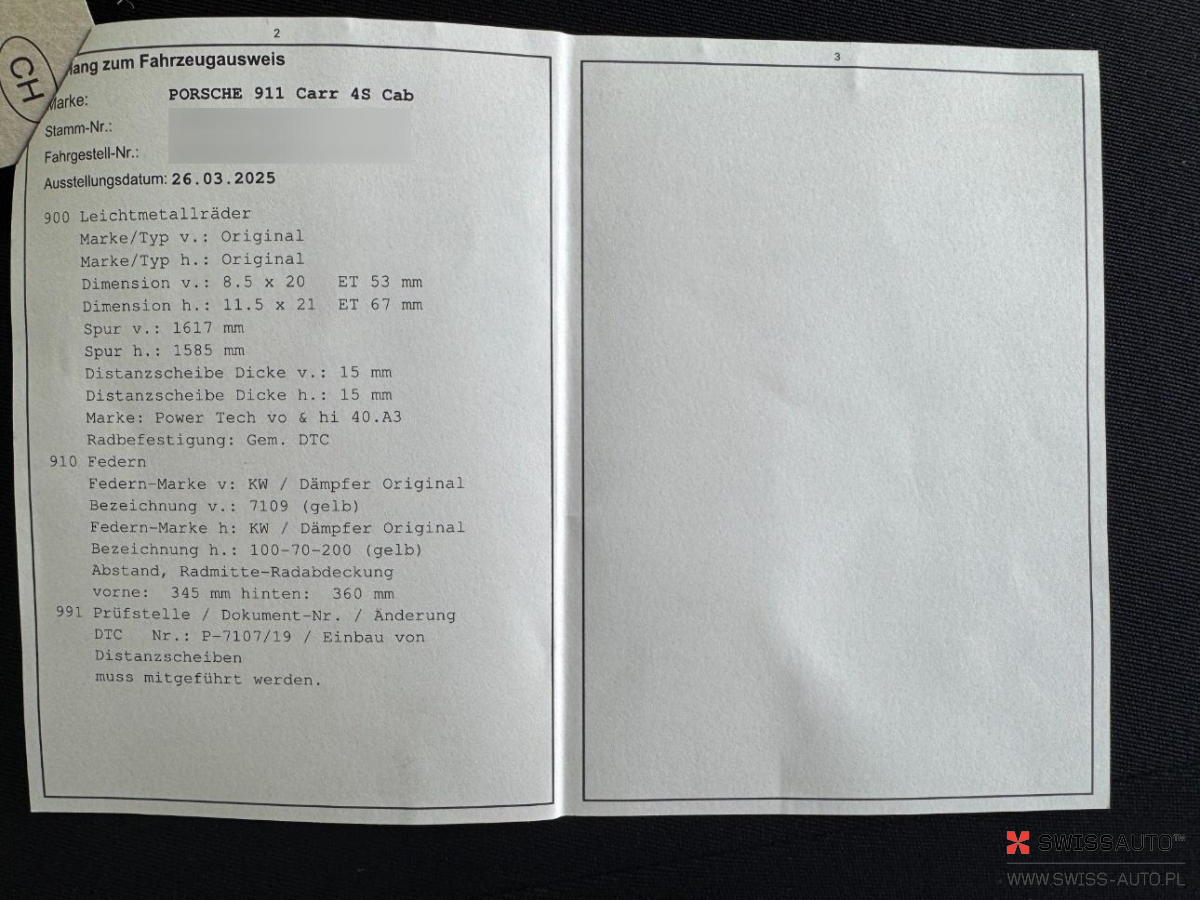 2
CH
ang zum Fahrzeugausweis
Marke: PORSCHE 911 Carr 4S Cab
Stamm-Nr.:
Fahrgestell-Nr.:
Ausstellungsdatum: 26.03.2025
900 Leichtmetallräder
Marke/Typ v.: Original
Marke/Typ h.: Original
Dimension v.: 8.5 x 20 ET 53 mm
Dimension h.: 11.5 x 21 ET 67 mm
Spur v.: 1617 mm
Spur h.: 1585 mm
Distanzscheibe Dicke v.: 15 mm
Distanzscheibe Dicke h.: 15 mm
Marke: Power Tech vo & hi 40.A3
Radbefestigung: Gem. DTC
910 Federn
Federn-Marke v: KW / Dämpfer Original
Bezeichnung v.: 7109 (gelb)
Federn-Marke h: KW / Dämpfer Original
Bezeichnung h.: 100-70-200 (gelb)
Abstand, Radmitte-Radabdeckung
vorne: 345 mm hinten: 360 mm
991 Prüfstelle / Dokument-Nr. / Änderung
DTC Nr.: P-7107/19 / Einbau von
Distanzscheiben
muss mitgeführt werden.
3
SWISSAUTO™
WWW.SWISS-AUTO.PL